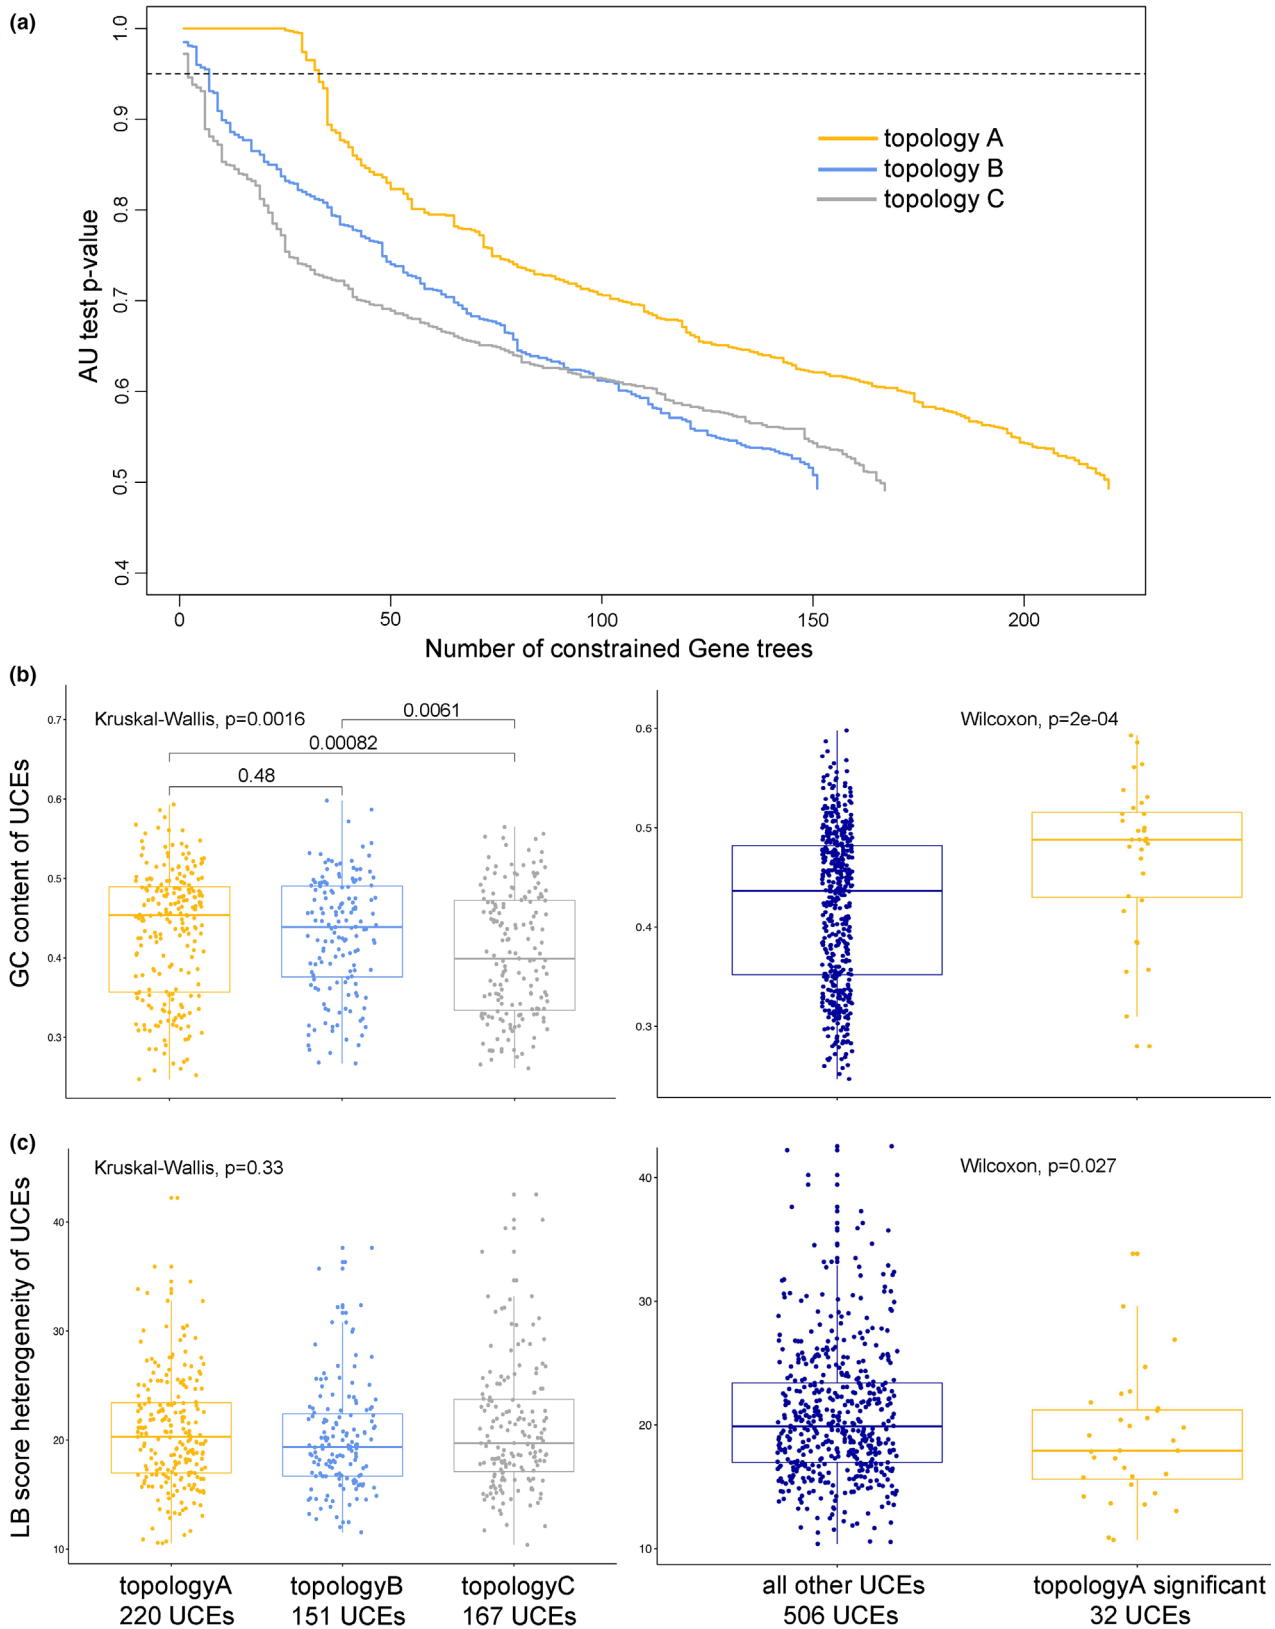 (a)
1.0
0.9
0.8
0.7
0.6
0.5
0.4
AU test p-value
topology A
topology B
topology C
0
50
100
150
200
Number of constrained Gene trees
(b)
GC content of UCEs
0.7
0.6
0.5
0.4
0.3
Kruskal-Wallis, p=0.0016
0.0061
0.00082
0.48
0.6
0.5
0.4
0.3
Wilcoxon, p=2e-04
(c)
LB score heterogeneity of UCEs
40
30
20
10
Kruskal-Wallis, p=0.33
topologyA
220 UCEs
topologyB
151 UCEs
topologyC
167 UCEs
40
30
20
10
Wilcoxon, p=0.027
all other UCEs
506 UCEs
topologyA significant
32 UCEs